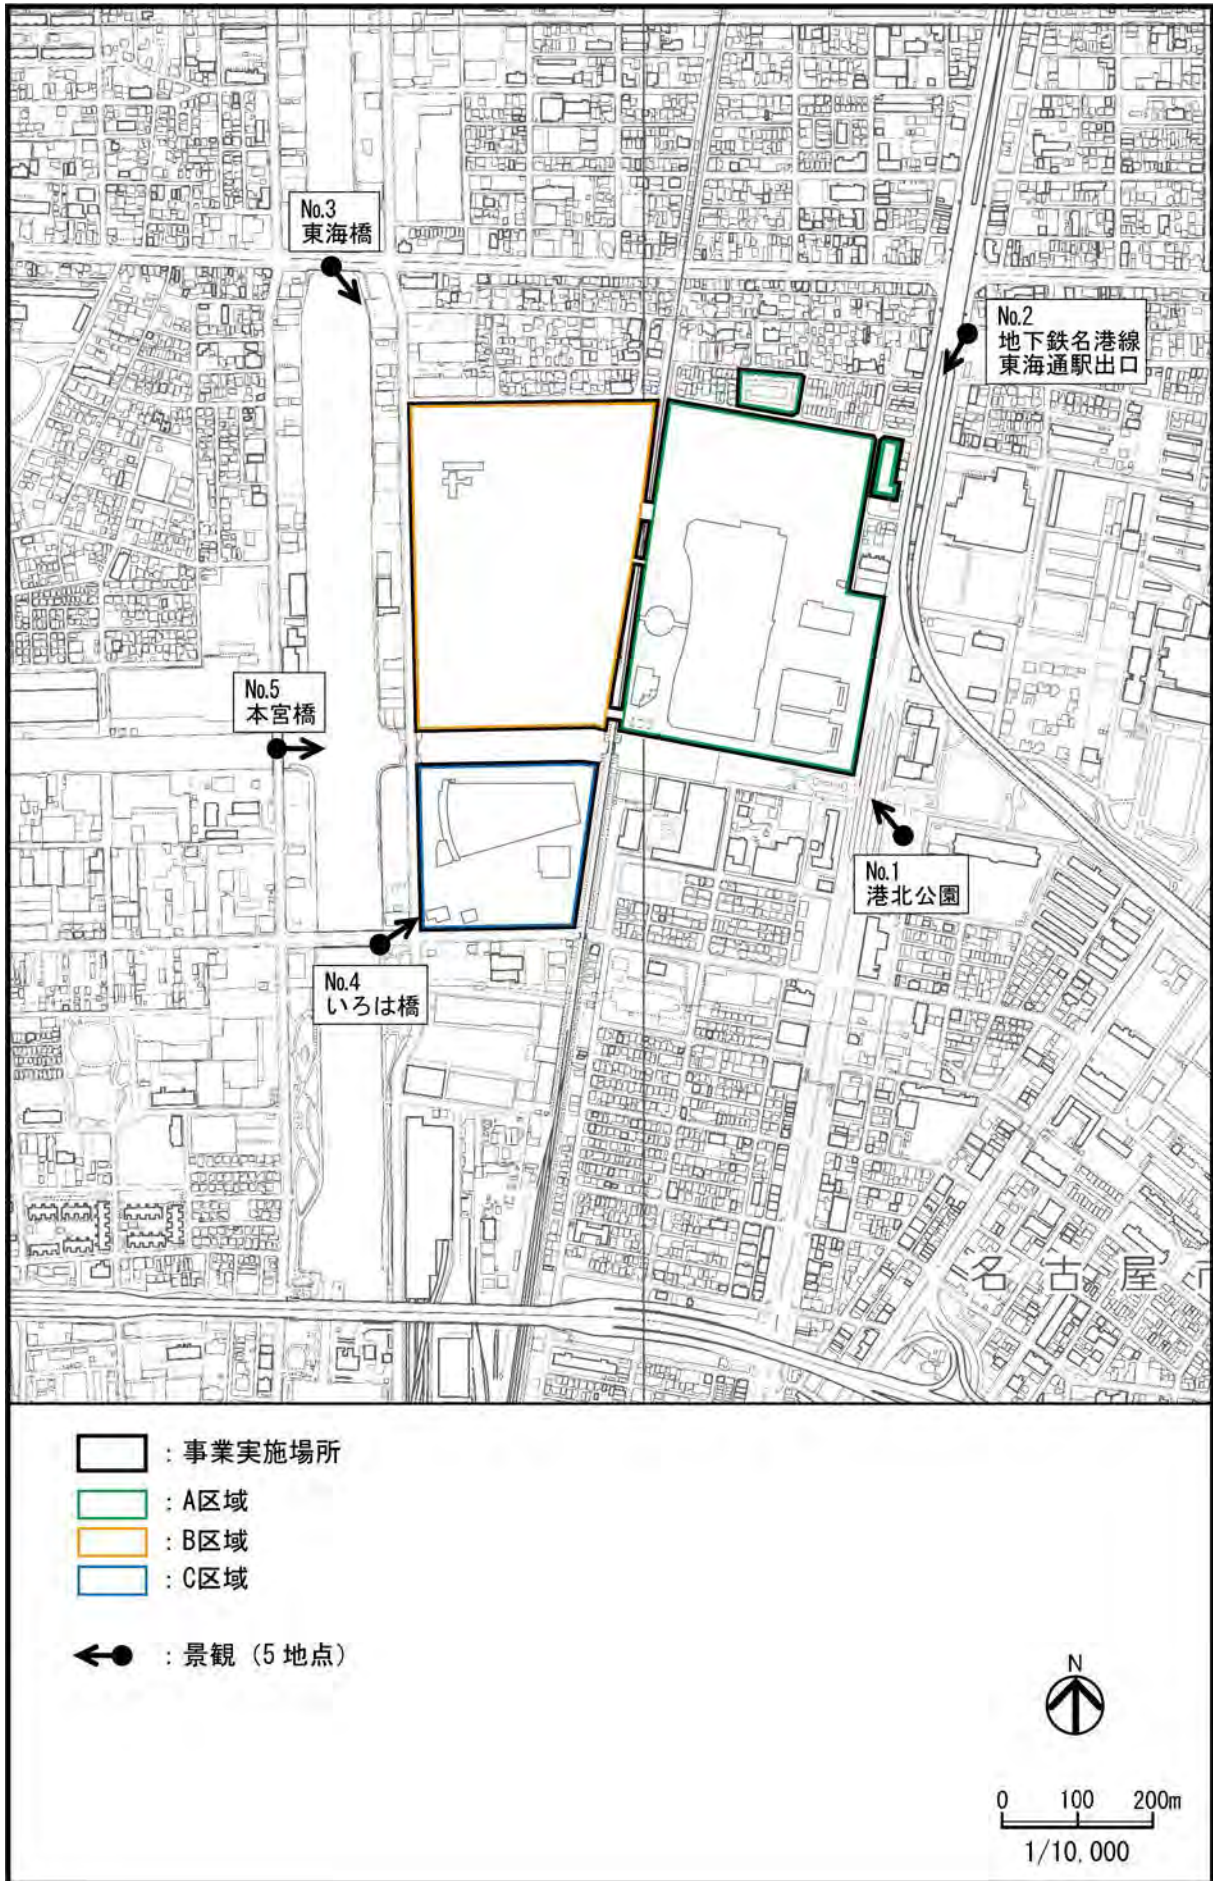 No.3
東海橋
No.2
地下鉄名港線
東海通駅出口
No.5
本宮橋
No.1
港北公園
No.4
いろは橋
名古屋市
：事業実施場所
：A区域
：B区域
：C区域
：景観（5地点）
N
0 100 200m
1/10,000